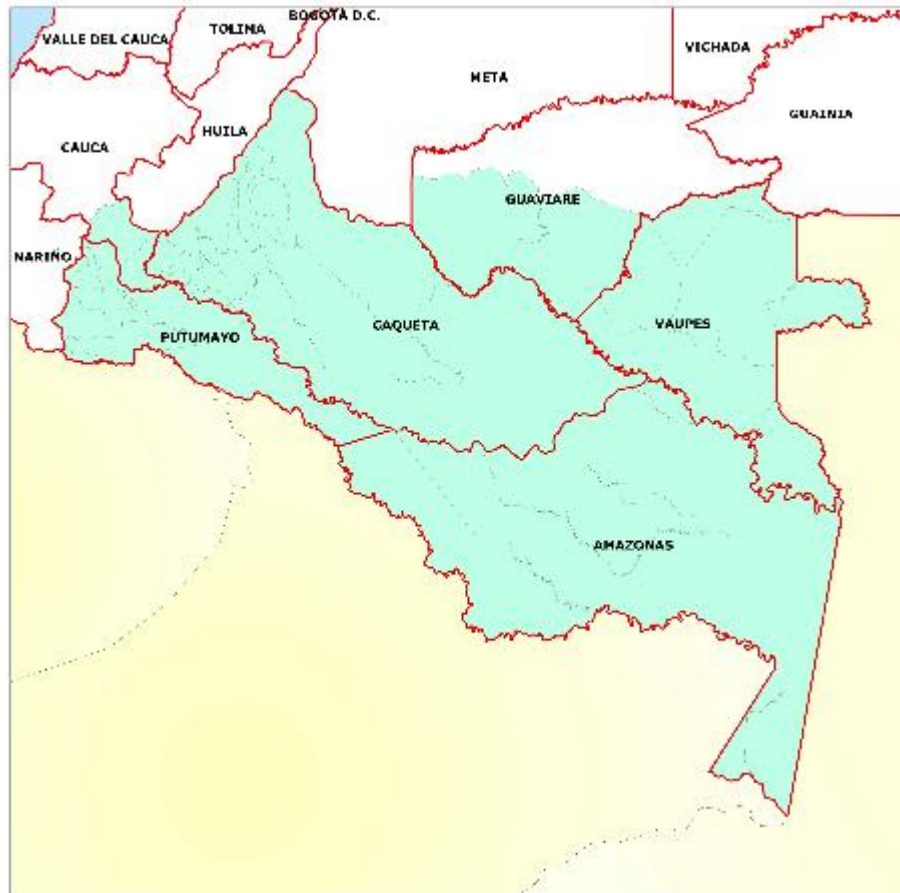 BOGOTÁ D.C.
TOLIMA
VALLE DEL CAUCA
VICHADA
META
GUAINIA
HUILA
CAUCA
GUAVIARE
NARIÑO
CAQUETA
VAUPES
PUTUMAYO
AMAZONAS